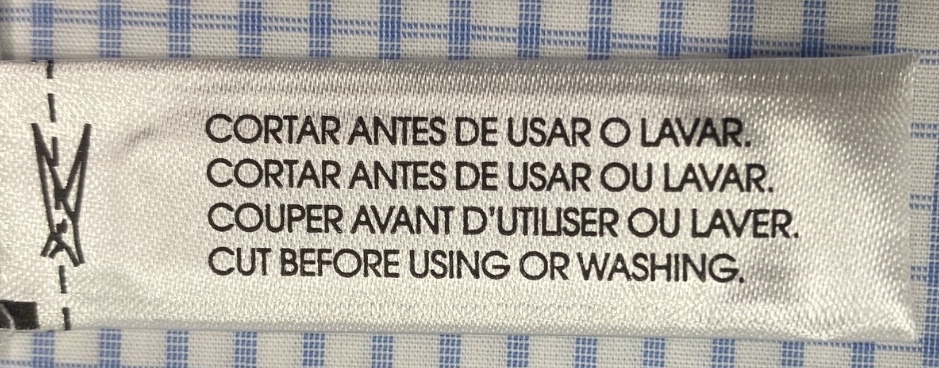 CORTAR ANTES DE USAR O LAVAR.
CORTAR ANTES DE USAR OU LAVAR.
COUPER AVANT D'UTILISER OU LAVER.
CUT BEFORE USING OR WASHING.